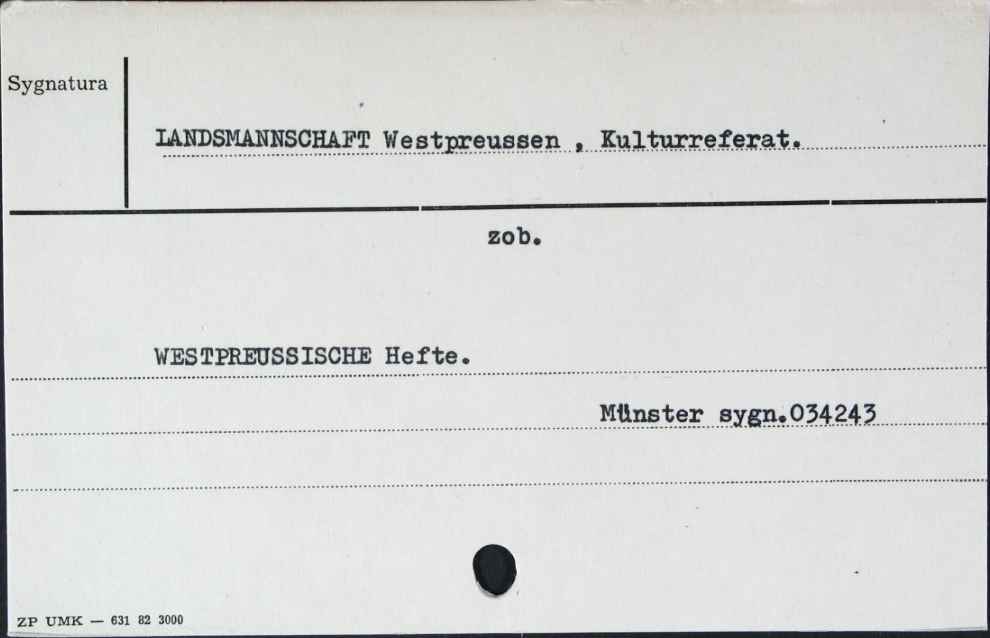 Sygnatura
LANDSMANNSCHAFT Westpreussen , Kulturreferat.
zob.
WESTPREUSSISCHE Hefte.
Münster sygn.034243
ZP UMK — 631 82 3000